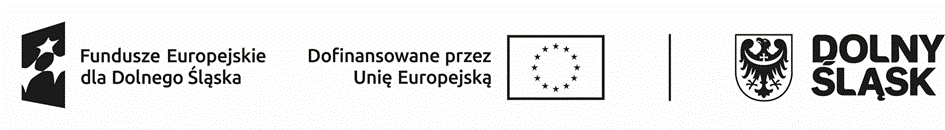 Fundusze Europejskie
dla Dolnego Śląska
Dofinansowane przez
Unię Europejską
DOLNY
ŚLĄSK